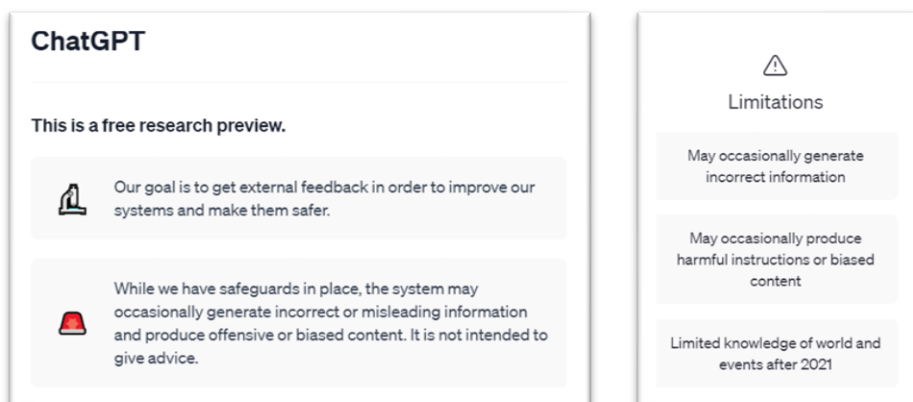 ChatGPT
This is a free research preview.
Our goal is to get external feedback in order to improve our
systems and make them safer.
While we have safeguards in place, the system may
occasionally generate incorrect or misleading information
and produce offensive or biased content. It is not intended to
give advice.
Limitations
May occasionally generate
incorrect information
May occasionally produce
harmful instructions or biased
content
Limited knowledge of world and
events after 2021